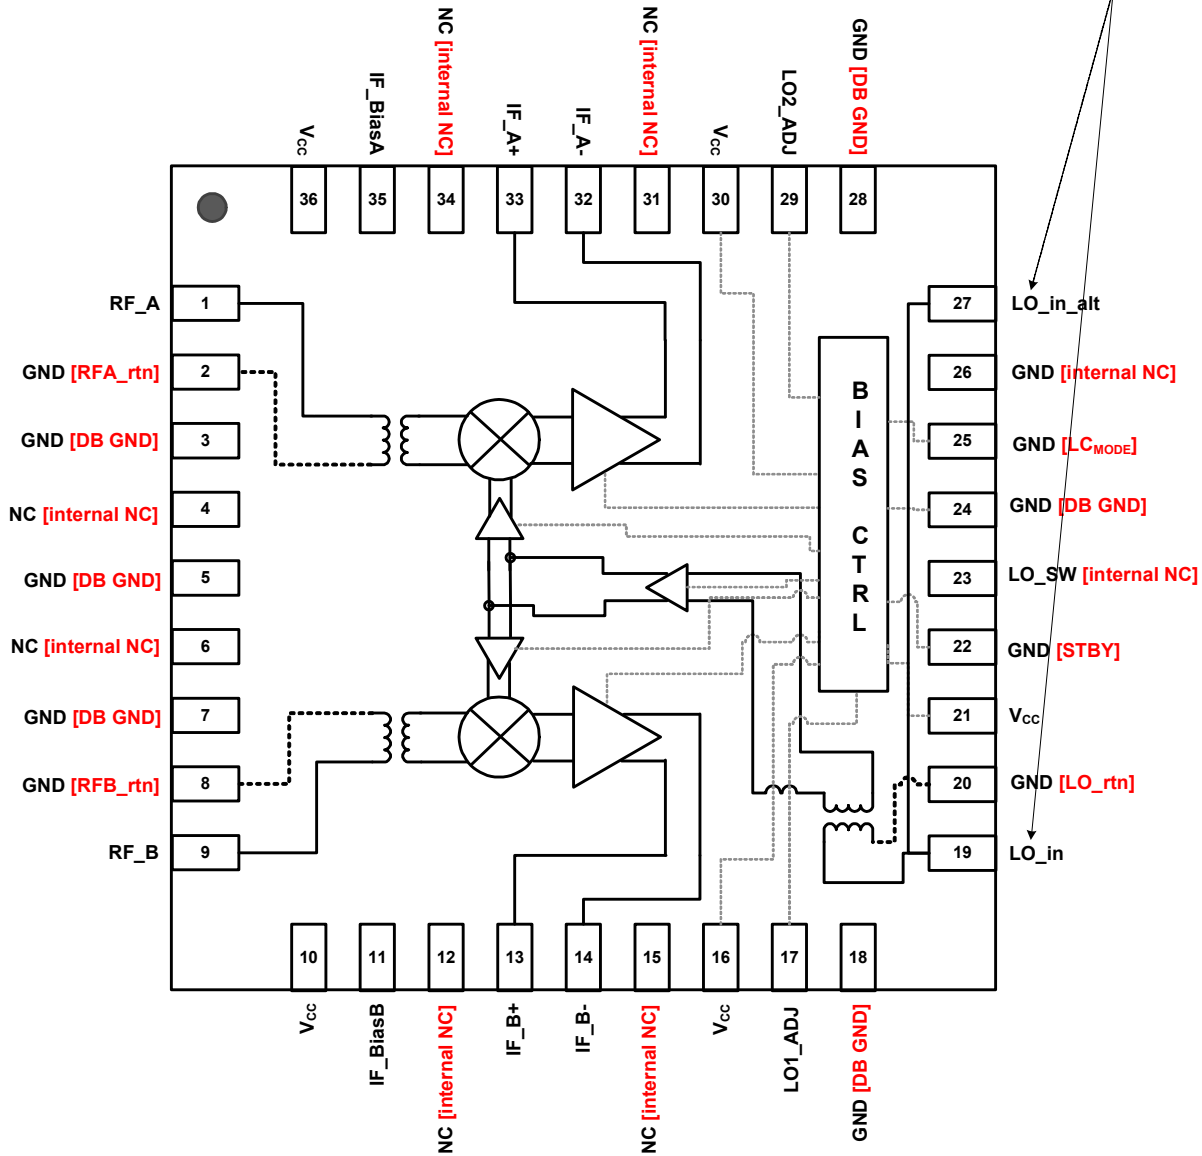 NC [internal NC]
NC [internal NC]
GND [DB GND]
IF_BiasA
IF_A+
IF_A-
LO2_ADJ
VCC
VCC
36
35
34
33
32
31
30
29
28
RF_A
1
27
LO_in_alt
GND [RFA_rtn]
2
26
GND [internal NC]
GND [DB GND]
3
25
GND [LCMODE]
NC [internal NC]
4
24
GND [DB GND]
GND [DB GND]
5
23
LO_SW [internal NC]
NC [internal NC]
6
22
GND [STBY]
GND [DB GND]
7
21
VCC
GND [RFB_rtn]
8
20
GND [LO_rtn]
RF_B
9
19
LO_in
BIAS CTRL
10
11
12
13
14
15
16
17
18
VCC
IF_BiasB
NC [internal NC]
IF_B+
IF_B-
NC [internal NC]
VCC
LO1_ADJ
GND [DB GND]